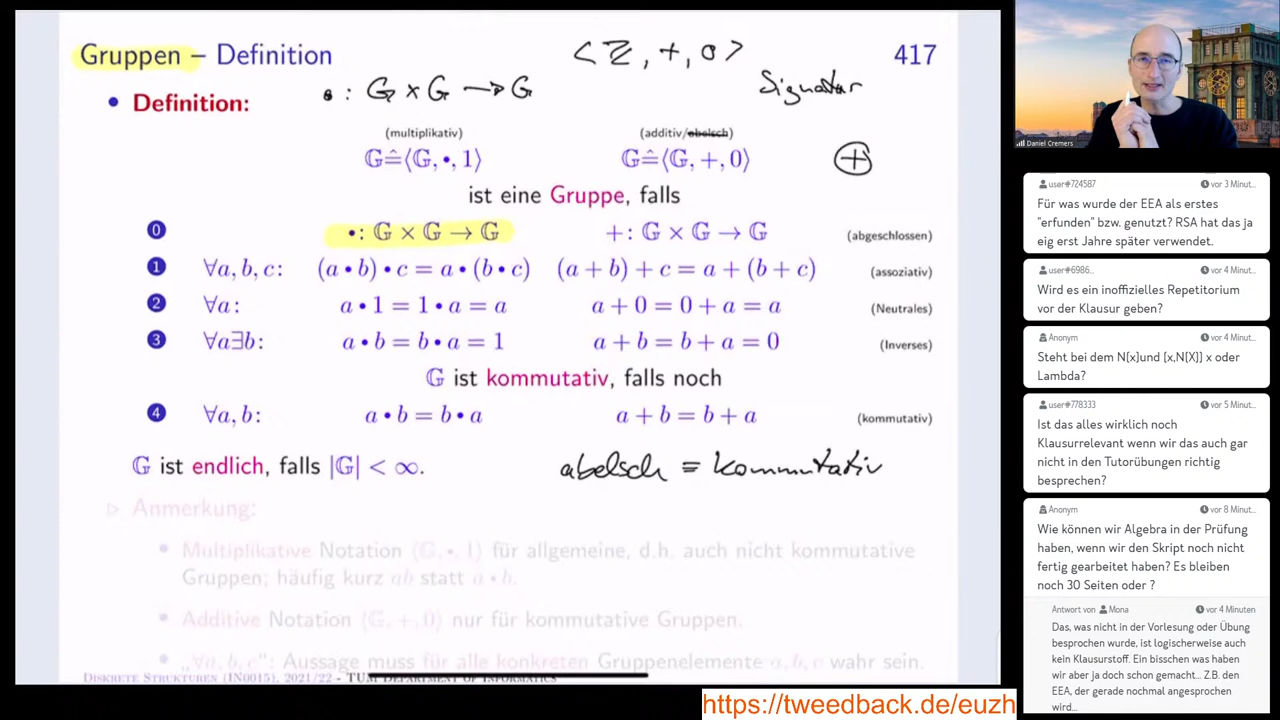 Gruppen – Definition
⟨ ℤ , + , 0 ⟩
417
• : G × G → G
Signatur
• Definition:
(multiplikativ)
(additiv/abelsch)
𝔾≙⟨𝔾, •, 1⟩
𝔾≙⟨𝔾, +, 0⟩
⊕
ist eine Gruppe, falls
0 •: 𝔾 × 𝔾 → 𝔾 +: 𝔾 × 𝔾 → 𝔾 (abgeschlossen)
1 ∀a, b, c: (a • b) • c = a • (b • c) (a + b) + c = a + (b + c) (assoziativ)
2 ∀a: a • 1 = 1 • a = a a + 0 = 0 + a = a (Neutrales)
3 ∀a∃b: a • b = b • a = 1 a + b = b + a = 0 (Inverses)
𝔾 ist kommutativ, falls noch
4 ∀a, b: a • b = b • a a + b = b + a (kommutativ)
𝔾 ist endlich, falls |𝔾| < ∞.
abelsch = kommutativ
▷ Anmerkung:
• Multiplikative Notation ⟨𝔾, •, 1⟩ für allgemeine, d.h. auch nicht kommutative
Gruppen; häufig kurz ab statt a • b.
• Additive Notation ⟨𝔾, +, 0⟩ nur für kommutative Gruppen.
• „∀a, b, c": Aussage muss für alle konkreten Gruppenelemente a, b, c wahr sein.
Diskrete Strukturen (IN0015), 2021/22 - TUM Department of Informatics
Daniel Cremers
user#724587 vor 3 Minut...
Für was wurde der EEA als erstes
"erfunden" bzw. genutzt? RSA hat das ja
eig erst Jahre später verwendet.
user#6986... vor 4 Minut...
Wird es ein inoffizielles Repetitorium
vor der Klausur geben?
Anonym vor 4 Minut...
Steht bei dem N[x]und [x,N[X]] x oder
Lambda?
user#778333 vor 5 Minut...
Ist das alles wirklich noch
Klausurrelevant wenn wir das auch gar
nicht in den Tutorübungen richtig
besprechen?
Anonym vor 8 Minut...
Wie können wir Algebra in der Prüfung
haben, wenn wir den Skript noch nicht
fertig gearbeitet haben? Es bleiben
noch 30 Seiten oder ?
Antwort von Mona vor 4 Minuten
Das, was nicht in der Vorlesung oder Übung
besprochen wurde, ist logischerweise auch
kein Klausurstoff. Ein bisschen was haben
wir aber ja doch schon gemacht... Z.B. den
EEA, der gerade nochmal angesprochen
wird...
https://tweedback.de/euzh